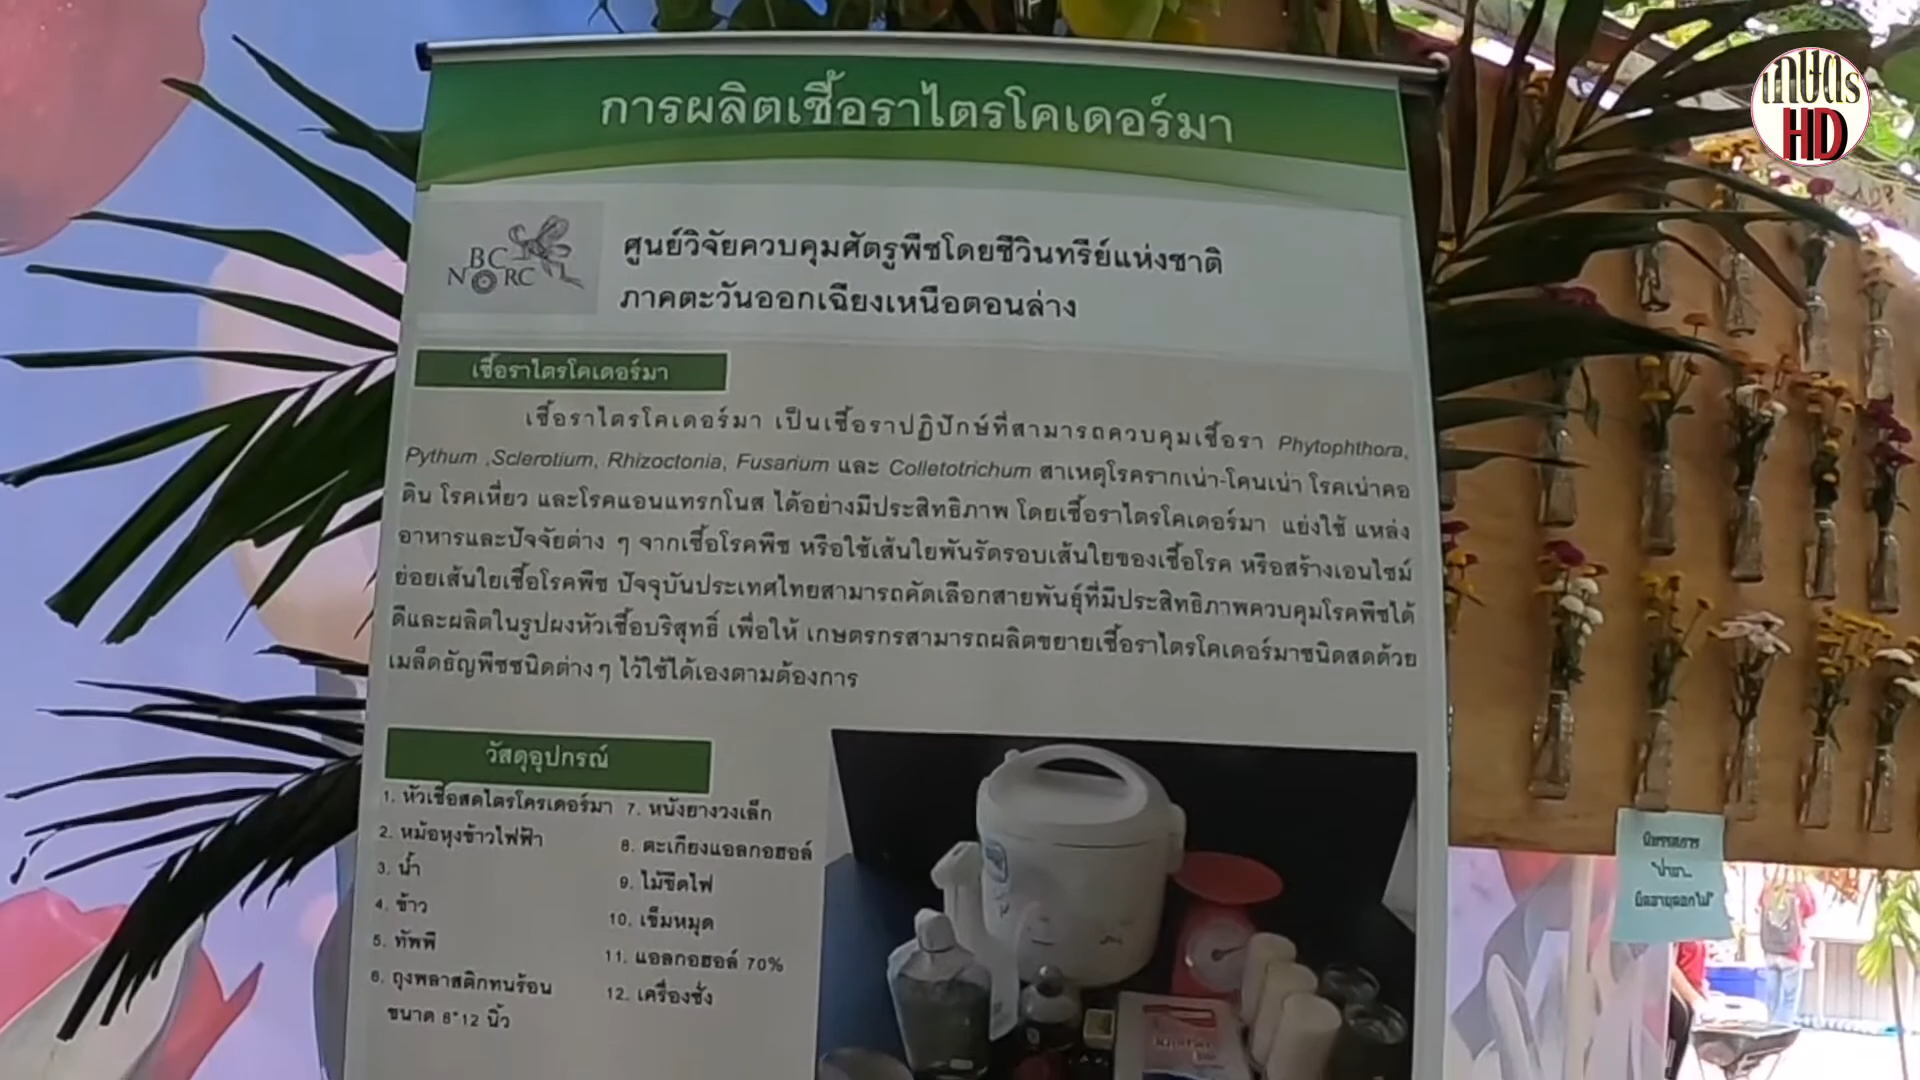 การผลิตเชื้อราไตรโคเดอร์มา
เกษตร
HD
BC
NRC
ศูนย์วิจัยควบคุมศัตรูพืชโดยชีวินทรีย์แห่งชาติ
ภาคตะวันออกเฉียงเหนือตอนล่าง
เชื้อราไตรโคเดอร์มา
เชื้อราไตรโคเดอร์มา เป็นเชื้อราปฏิปักษ์ที่สามารถควบคุมเชื้อรา Phytophthora,
Pythum ,Sclerotium, Rhizoctonia, Fusarium และ Colletotrichum สาเหตุโรครากเน่า-โคนเน่า โรคเน่าคอ
ดิน โรคเหี่ยว และโรคแอนแทรกโนส ได้อย่างมีประสิทธิภาพ โดยเชื้อราไตรโคเดอร์มา แย่งใช้ แหล่ง
อาหารและปัจจัยต่าง ๆ จากเชื้อโรคพืช หรือใช้เส้นใยพันรัดรอบเส้นใยของเชื้อโรค หรือสร้างเอนไซม์
ย่อยเส้นใยเชื้อโรคพืช ปัจจุบันประเทศไทยสามารถคัดเลือกสายพันธุ์ที่มีประสิทธิภาพควบคุมโรคพืชได้
ดีและผลิตในรูปผงหัวเชื้อบริสุทธิ์ เพื่อให้ เกษตรกรสามารถผลิตขยายเชื้อราไตรโคเดอร์มาชนิดสดด้วย
เมล็ดธัญพืชชนิดต่างๆ ไว้ใช้ได้เองตามต้องการ
วัสดุอุปกรณ์
1. หัวเชื้อสดไตรโครเดอร์มา
2. หม้อหุงข้าวไฟฟ้า
3. น้ำ
4. ข้าว
5. ทัพพี
6. ถุงพลาสติกทนร้อน
ขนาด 8*12 นิ้ว
7. หนังยางวงเล็ก
8. ตะเกียงแอลกอฮอล์
9. ไม้ขีดไฟ
10. เข็มหมุด
11. แอลกอฮอล์ 70%
12. เครื่องชั่ง